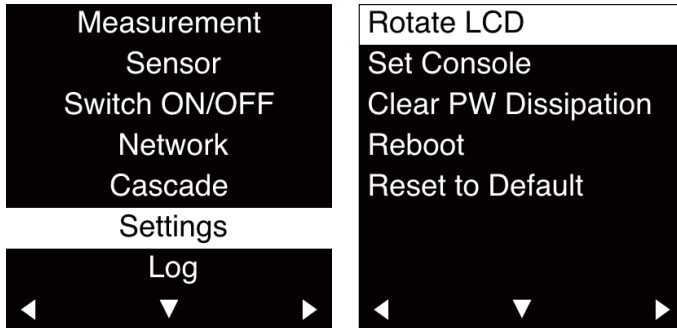 Measurement
Sensor
Switch ON/OFF
Network
Cascade
Settings
Log
Rotate LCD
Set Console
Clear PW Dissipation
Reboot
Reset to Default